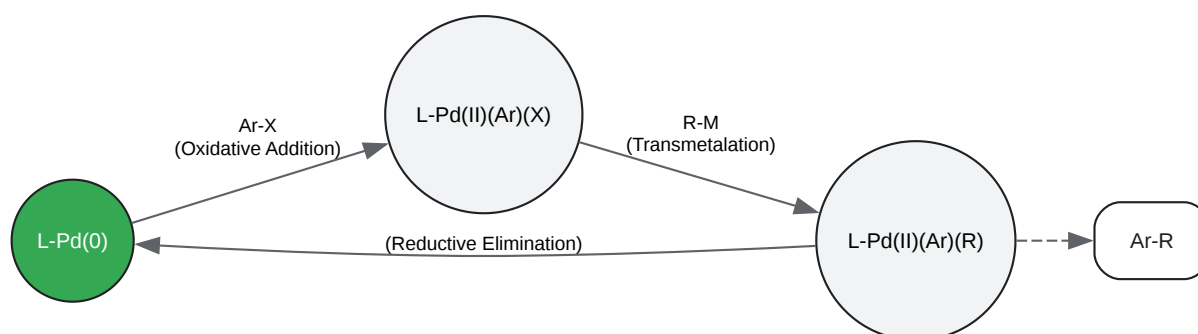 L-Pd(II)(Ar)(X)
Ar-X
(Oxidative Addition)
R-M
(Transmetalation)
L-Pd(0)
(Reductive Elimination)
L-Pd(II)(Ar)(R)
Ar-R